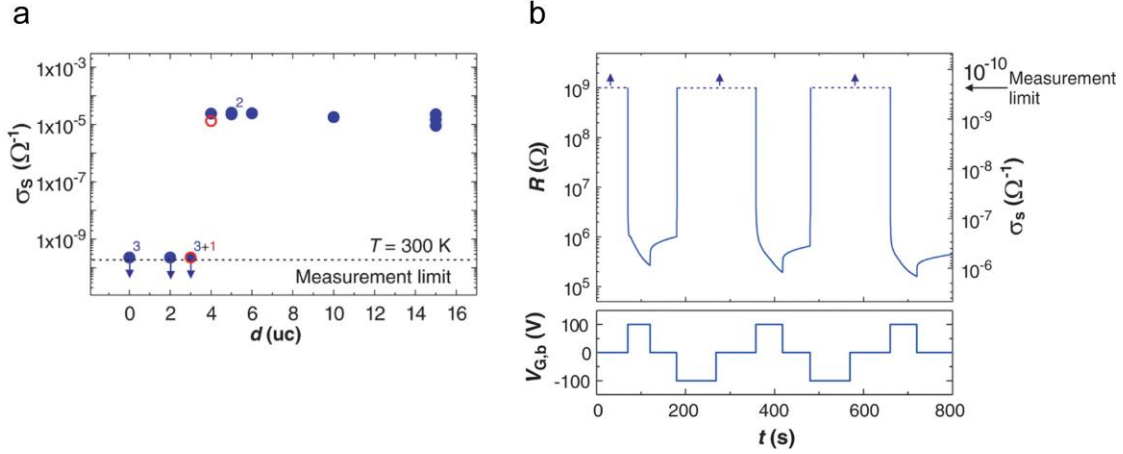 a
1x10⁻³
1x10⁻⁵
1x10⁻⁷
1x10⁻⁹
σS (Ω⁻¹)
2
3
3+1
T = 300 K
Measurement limit
0 2 4 6 8 10 12 14 16
d (uc)
b
10⁹
10⁸
10⁷
10⁶
10⁵
R (Ω)
10⁻¹⁰
10⁻⁹
10⁻⁸
10⁻⁷
10⁻⁶
σS (Ω⁻¹)
Measurement
limit
100
0
-100
VG,b (V)
0 200 400 600 800
t (s)